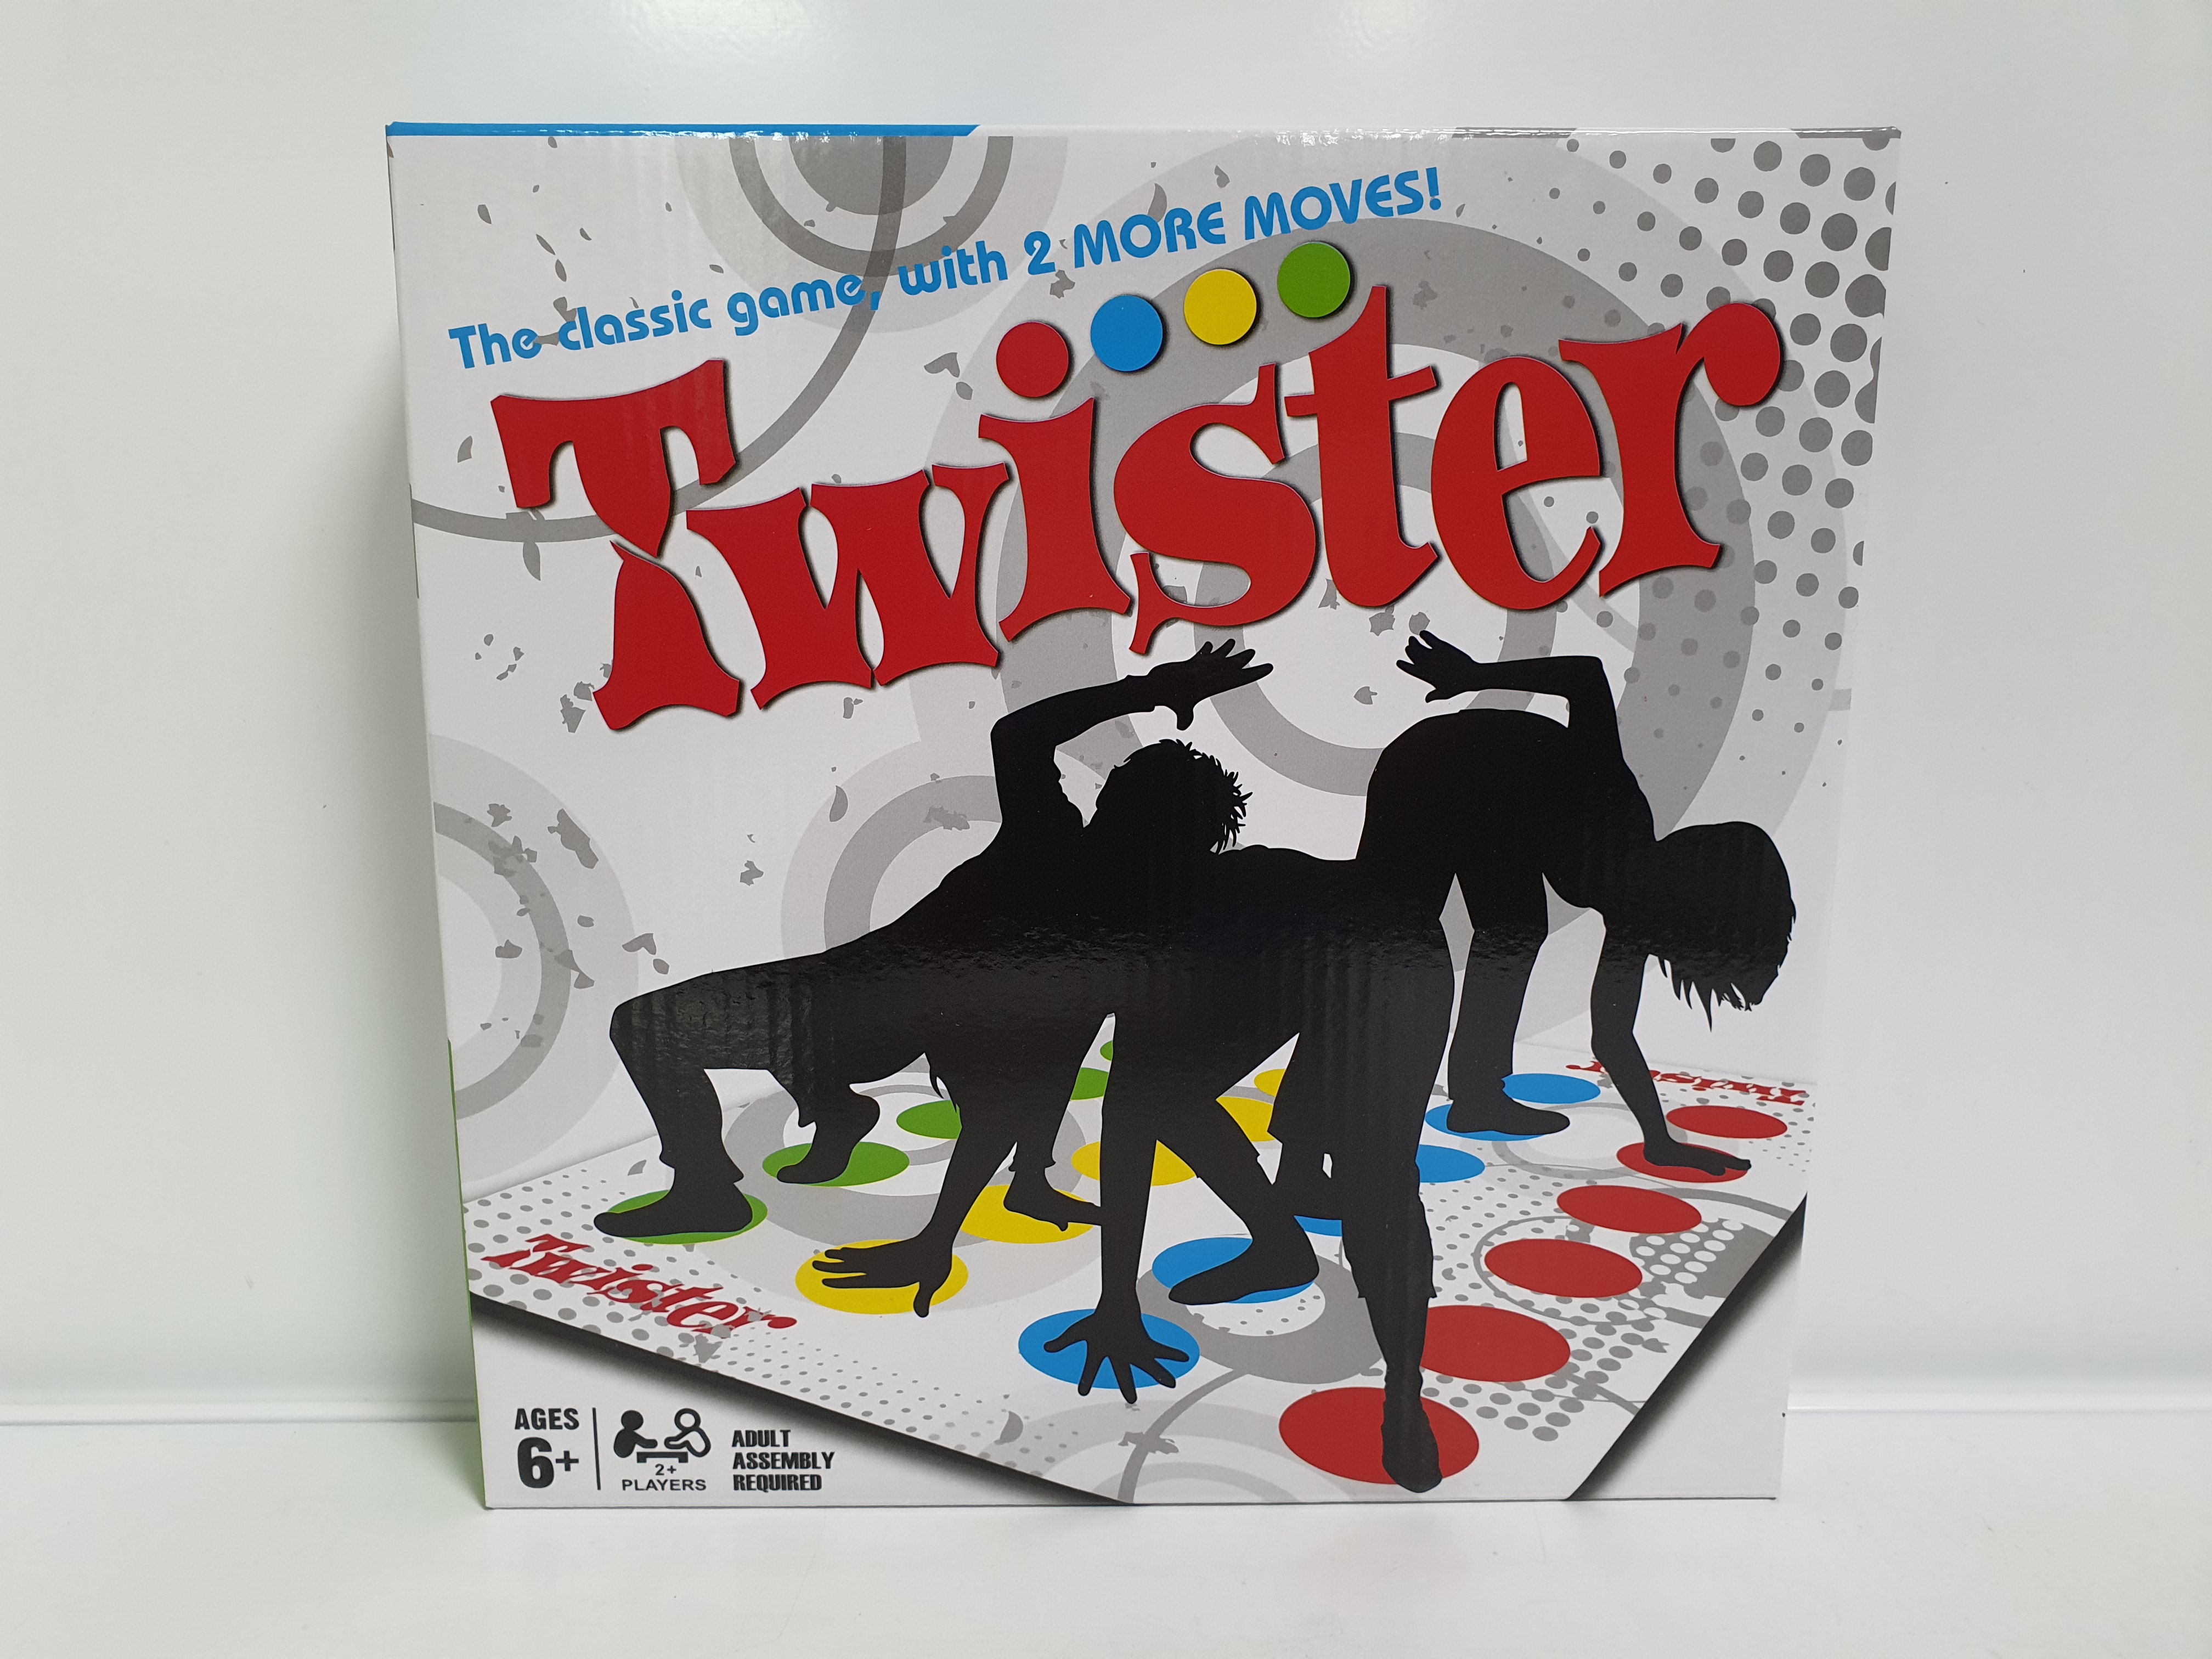 The classic game, with 2 MORE MOVES!
Twister
Twister
Twister
AGES
6+
2+
PLAYERS
ADULT
ASSEMBLY
REQUIRED